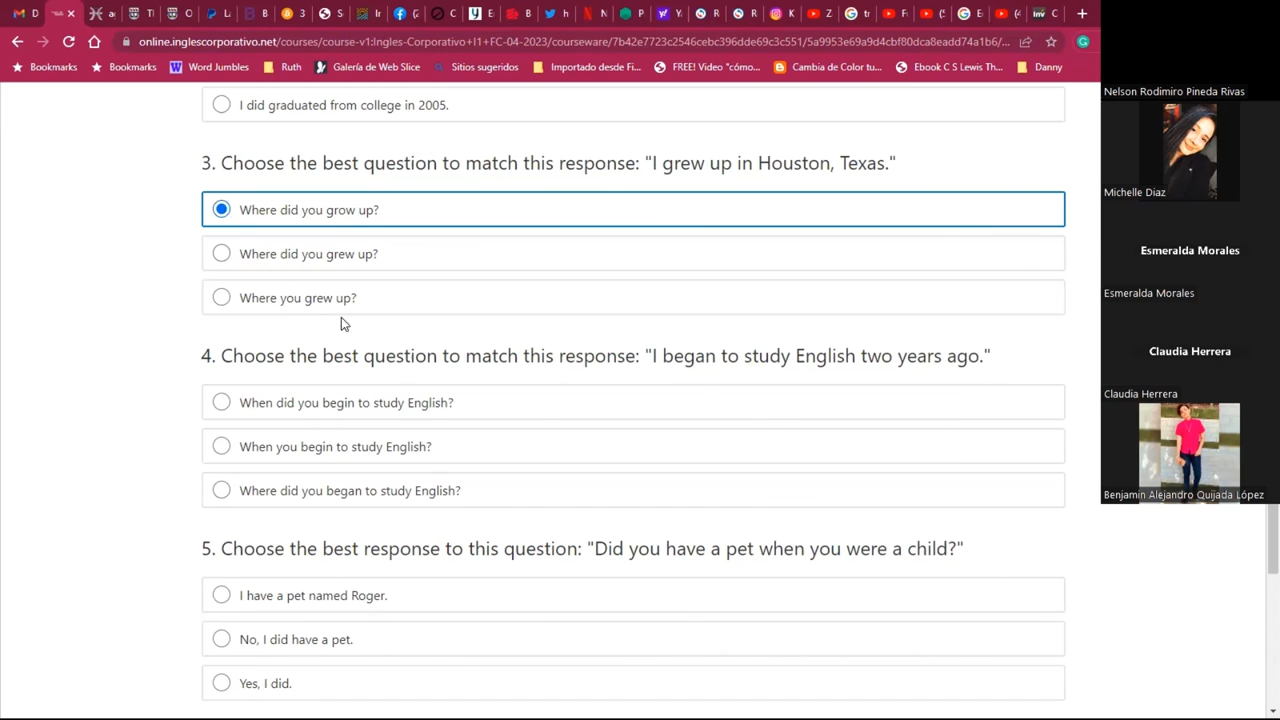 online.inglescorporativo.net/courses/course-v1:Ingles-Corporativo+I1+FC-04-2023/courseware/7b42e7723c2546cebc396dde69c3c551/5a9953e69a9d4cbf80dca8eadd74a1b6/...
Bookmarks
Bookmarks
Word Jumbles
Ruth
Galería de Web Slice
Sitios sugeridos
Importado desde Fi...
FREE! Video "cómo...
Cambia de Color tu...
Ebook C S Lewis Th...
Danny
I did graduated from college in 2005.
3. Choose the best question to match this response: "I grew up in Houston, Texas."
Where did you grow up?
Where did you grew up?
Where you grew up?
4. Choose the best question to match this response: "I began to study English two years ago."
When did you begin to study English?
When you begin to study English?
Where did you began to study English?
5. Choose the best response to this question: "Did you have a pet when you were a child?"
I have a pet named Roger.
No, I did have a pet.
Yes, I did.
Nelson Rodimiro Pineda Rivas
Michelle Diaz
Esmeralda Morales
Esmeralda Morales
Claudia Herrera
Claudia Herrera
Benjamin Alejandro Quijada López